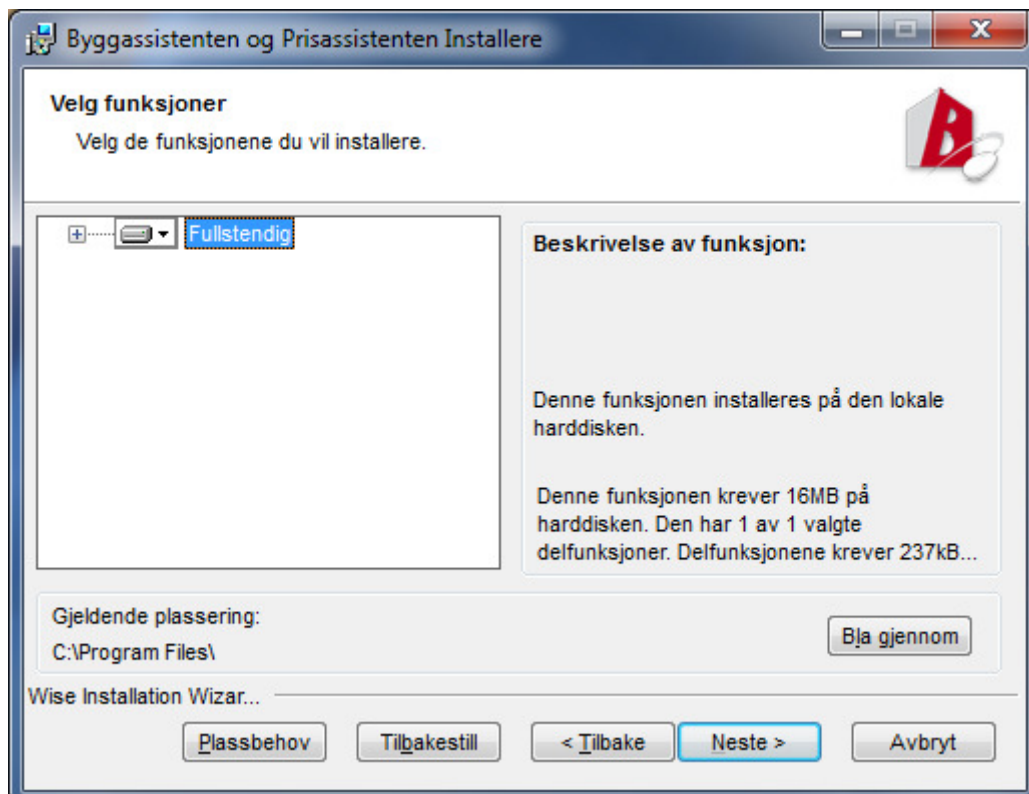 Byggassistenten og Prisassistenten Installere
Velg funksjoner
Velg de funksjonene du vil installere.
B
Fullstendig
Beskrivelse av funksjon:
Denne funksjonen installeres på den lokale
harddisken.
Denne funksjonen krever 16MB på
harddisken. Den har 1 av 1 valgte
delfunksjoner. Delfunksjonene krever 237kB...
Gjeldende plassering:
C:\Program Files\
Bla gjennom
Wise Installation Wizar...
Plassbehov
Tilbakestill
< Tilbake
Neste >
Avbryt